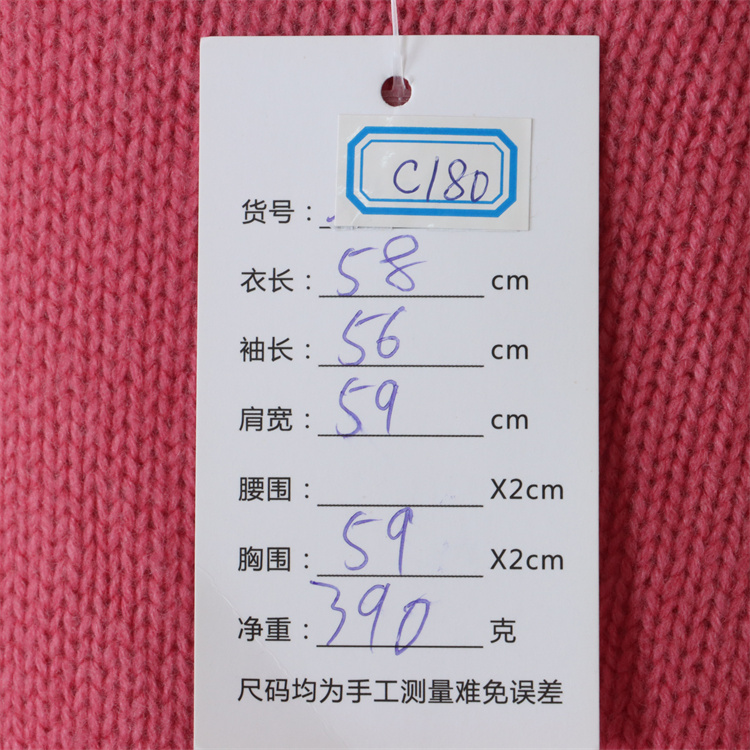 C180
货号：
衣长：58 cm
袖长：56 cm
肩宽：59 cm
腰围： X2cm
胸围：59 X2cm
净重：390 克
尺码均为手工测量难免误差